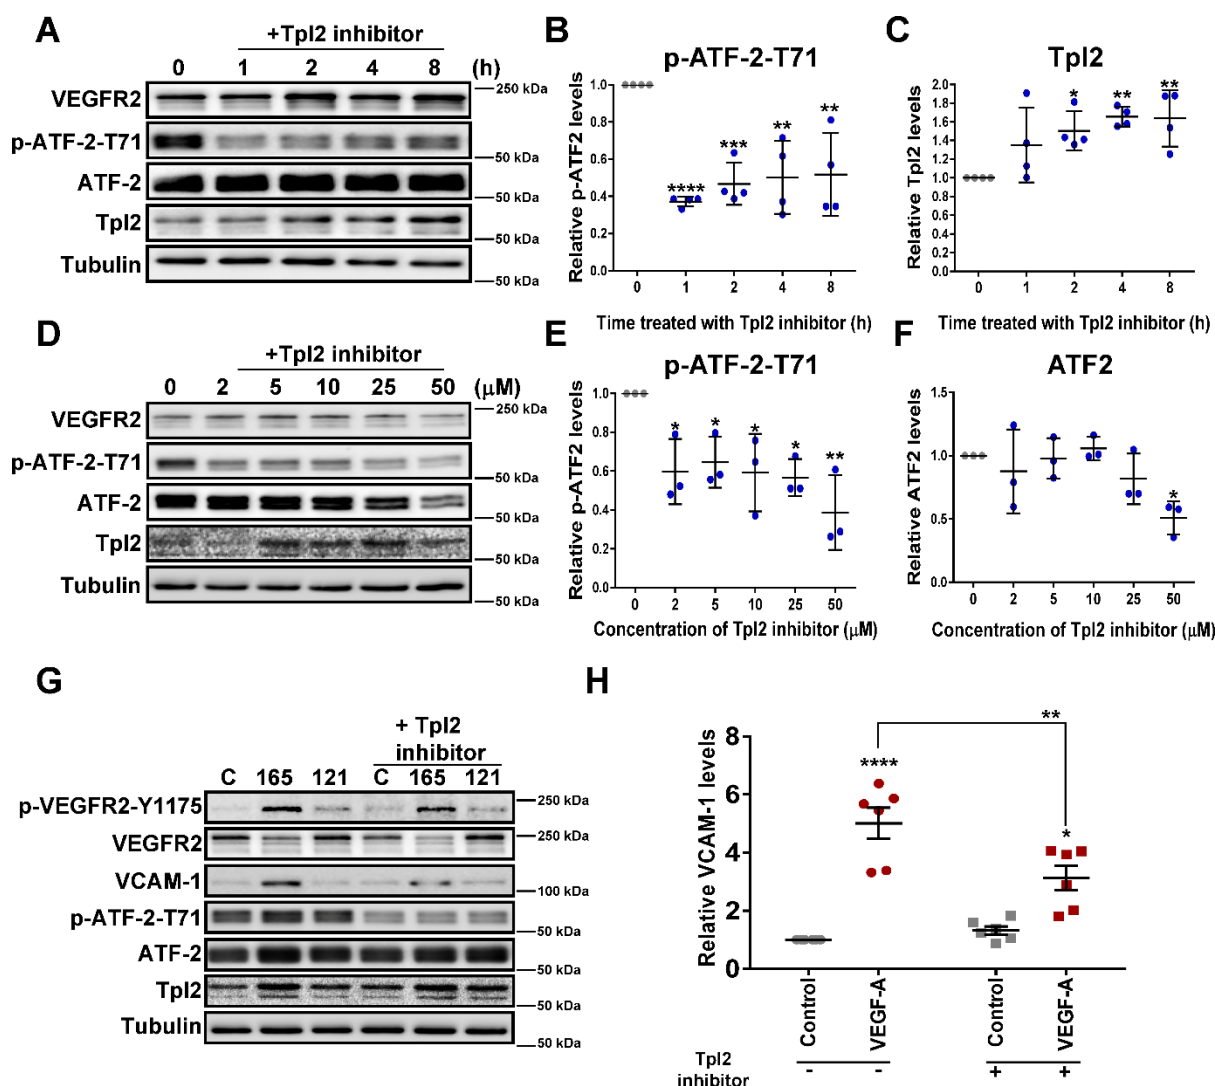 A
+Tpl2 inhibitor
0 1 2 4 8 (h)
VEGFR2
250 kDa
p-ATF-2-T71
50 kDa
ATF-2
50 kDa
Tpl2
50 kDa
Tubulin
50 kDa
B
p-ATF-2-T71
Relative p-ATF2 levels
1.0
0.8
0.6
0.4
0.2
0.0
****
***
**
**
0 1 2 4 8
Time treated with Tpl2 inhibitor (h)
C
Tpl2
Relative Tpl2 levels
2.0
1.8
1.6
1.4
1.2
1.0
0.8
0.6
0.4
0.2
0.0
*
**
**
0 1 2 4 8
Time treated with Tpl2 inhibitor (h)
D
+Tpl2 inhibitor
0 2 5 10 25 50 (μM)
VEGFR2
250 kDa
p-ATF-2-T71
50 kDa
ATF-2
50 kDa
Tpl2
50 kDa
Tubulin
50 kDa
E
p-ATF-2-T71
Relative p-ATF2 levels
1.0
0.8
0.6
0.4
0.2
0.0
*
*
*
*
**
0 2 5 10 25 50
Concentration of Tpl2 inhibitor (μM)
F
ATF2
Relative ATF2 levels
1.5
1.0
0.5
0.0
*
0 2 5 10 25 50
Concentration of Tpl2 inhibitor (μM)
G
+ Tpl2
inhibitor
C 165 121 C 165 121
p-VEGFR2-Y1175
250 kDa
VEGFR2
250 kDa
VCAM-1
100 kDa
p-ATF-2-T71
50 kDa
ATF-2
50 kDa
Tpl2
50 kDa
Tubulin
50 kDa
H
Relative VCAM-1 levels
8
6
4
2
0
****
**
*
Control
VEGF-A
Control
VEGF-A
Tpl2
inhibitor
- - + +